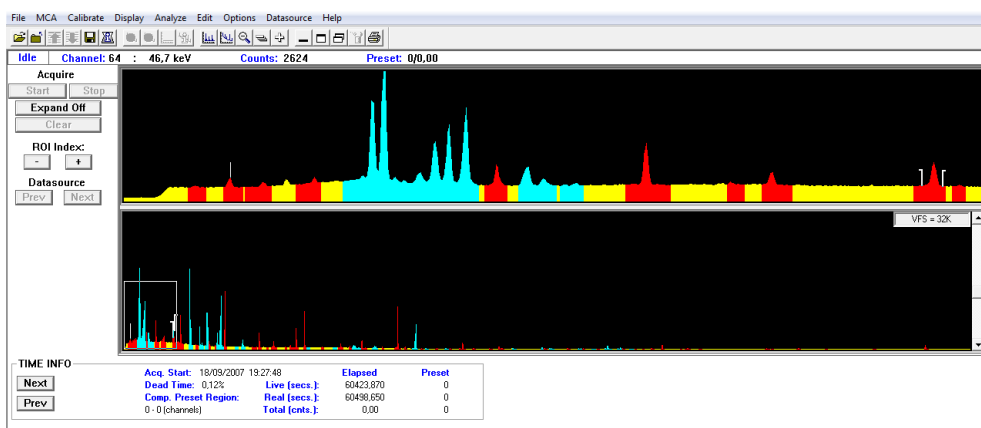 File MCA Calibrate Display Analyze Edit Options Datasource Help
Idle Channel: 64 : 46,7 keV Counts: 2624 Preset: 0/0,00
Acquire
Start Stop
Expand Off
Clear
ROI Index:
- +
Datasource
Prev Next
VFS = 32K
TIME INFO
Next
Prev
Acq. Start: 18/09/2007 19:27:48 Elapsed Preset
Dead Time: 0,12% Live (secs.): 60423,870 0
Comp. Preset Region: Real (secs.): 60498,650 0
0 - 0 (channels) Total (cnts.): 0,00 0